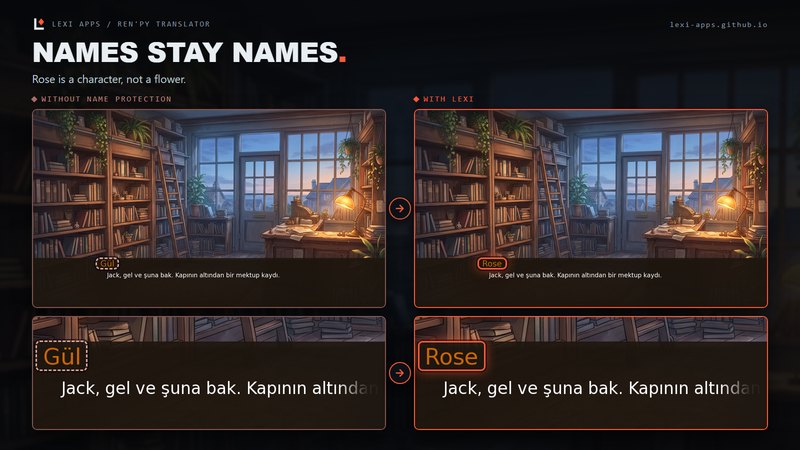 LEXI APPS / REN'PY TRANSLATOR
lexi-apps.github.io
NAMES STAY NAMES.
Rose is a character, not a flower.
WITHOUT NAME PROTECTION
WITH LEXI
Gül
Jack, gel ve şuna bak. Kapının altından bir mektup kaydı.
Rose
Jack, gel ve şuna bak. Kapının altından bir mektup kaydı.
Gül
Jack, gel ve şuna bak. Kapının altından
Rose
Jack, gel ve şuna bak. Kapının altından